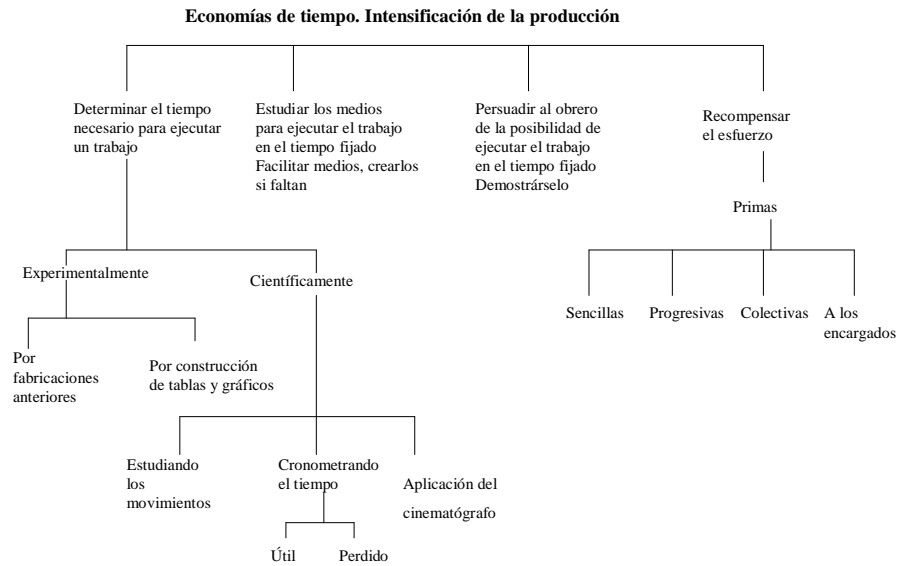 Economías de tiempo. Intensificación de la producción
Determinar el tiempo
necesario para ejecutar
un trabajo
Estudiar los medios
para ejecutar el trabajo
en el tiempo fijado
Facilitar medios, crearlos
si faltan
Persuadir al obrero
de la posibilidad de
ejecutar el trabajo
en el tiempo fijado
Demostrárselo
Recompensar
el esfuerzo
Primas
Experimentalmente
Científicamente
Sencillas
Progresivas
Colectivas
A los
encargados
Por
fabricaciones
anteriores
Por construcción
de tablas y gráficos
Estudiando
los
movimientos
Cronometrando
el tiempo
Aplicación del
cinematógrafo
Útil
Perdido